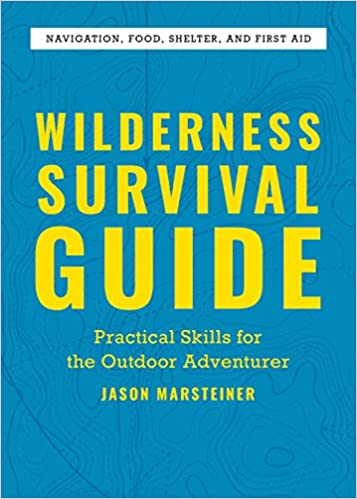 NAVIGATION, FOOD, SHELTER, AND FIRST AID
WILDERNESS
SURVIVAL
GUIDE
Practical Skills for
the Outdoor Adventurer
JASON MARSTEINER